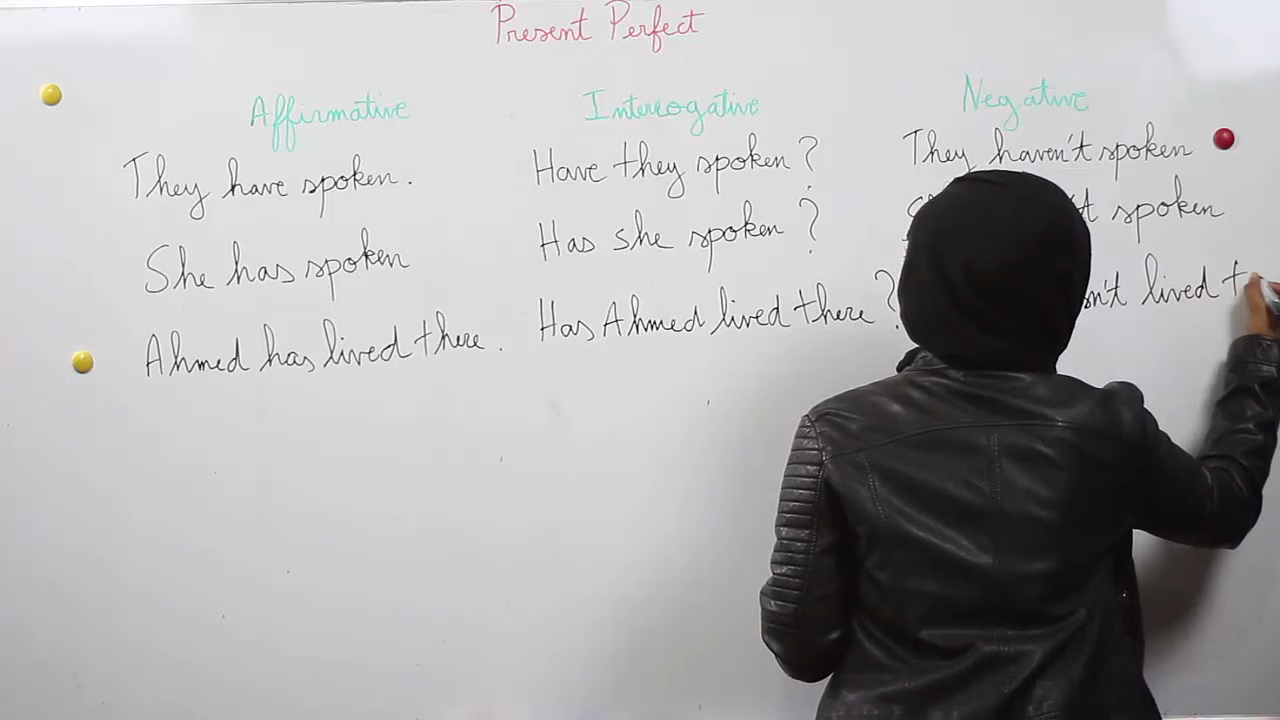 Present Perfect
Affirmative
They have spoken.
She has spoken
Ahmed has lived there.
Interrogative
Have they spoken?
Has she spoken?
Has Ahmed lived there?
Negative
They haven't spoken
spoken
lived